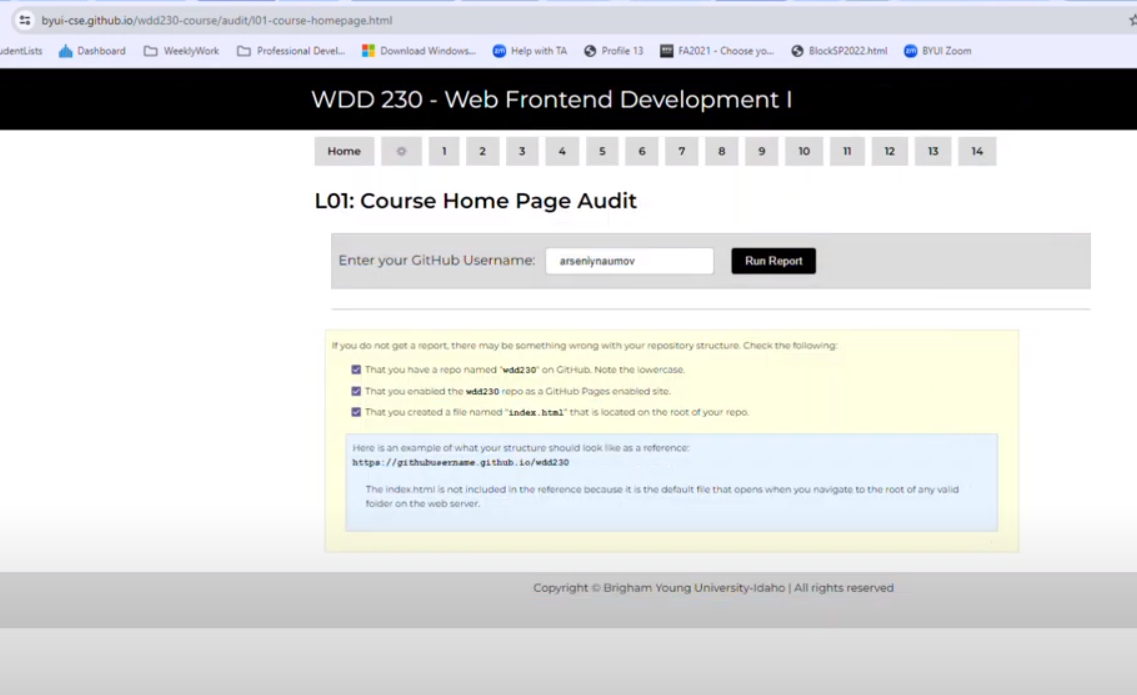 byui-cse.github.io/wdd230-course/audit/l01-course-homepage.html
udentLists Dashboard WeeklyWork Professional Devel... Download Windows... Help with TA Profile 13 FA2021 - Choose yo... BlockSP2022.html BYUI Zoom
WDD 230 - Web Frontend Development I
Home 1 2 3 4 5 6 7 8 9 10 11 12 13 14
L01: Course Home Page Audit
Enter your GitHub Username: arseniynaumov Run Report
If you do not get a report, there may be something wrong with your repository structure. Check the following:
That you have a repo named "wdd230" on GitHub. Note the lowercase.
That you enabled the wdd230 repo as a GitHub Pages enabled site.
That you created a file named "index.html" that is located on the root of your repo.
Here is an example of what your structure should look like as a reference:
https://githubusername.github.io/wdd230
The index.html is not included in the reference because it is the default file that opens when you navigate to the root of any valid
folder on the web server.
Copyright © Brigham Young University-Idaho | All rights reserved